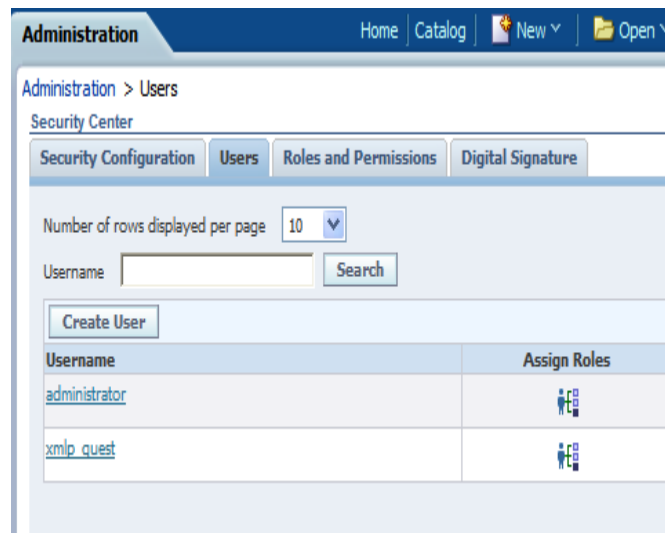 Administration
Home Catalog New Open
Administration > Users
Security Center
Security Configuration Users Roles and Permissions Digital Signature
Number of rows displayed per page 10
Username Search
Create User
Username Assign Roles
administrator
xmlp_guest